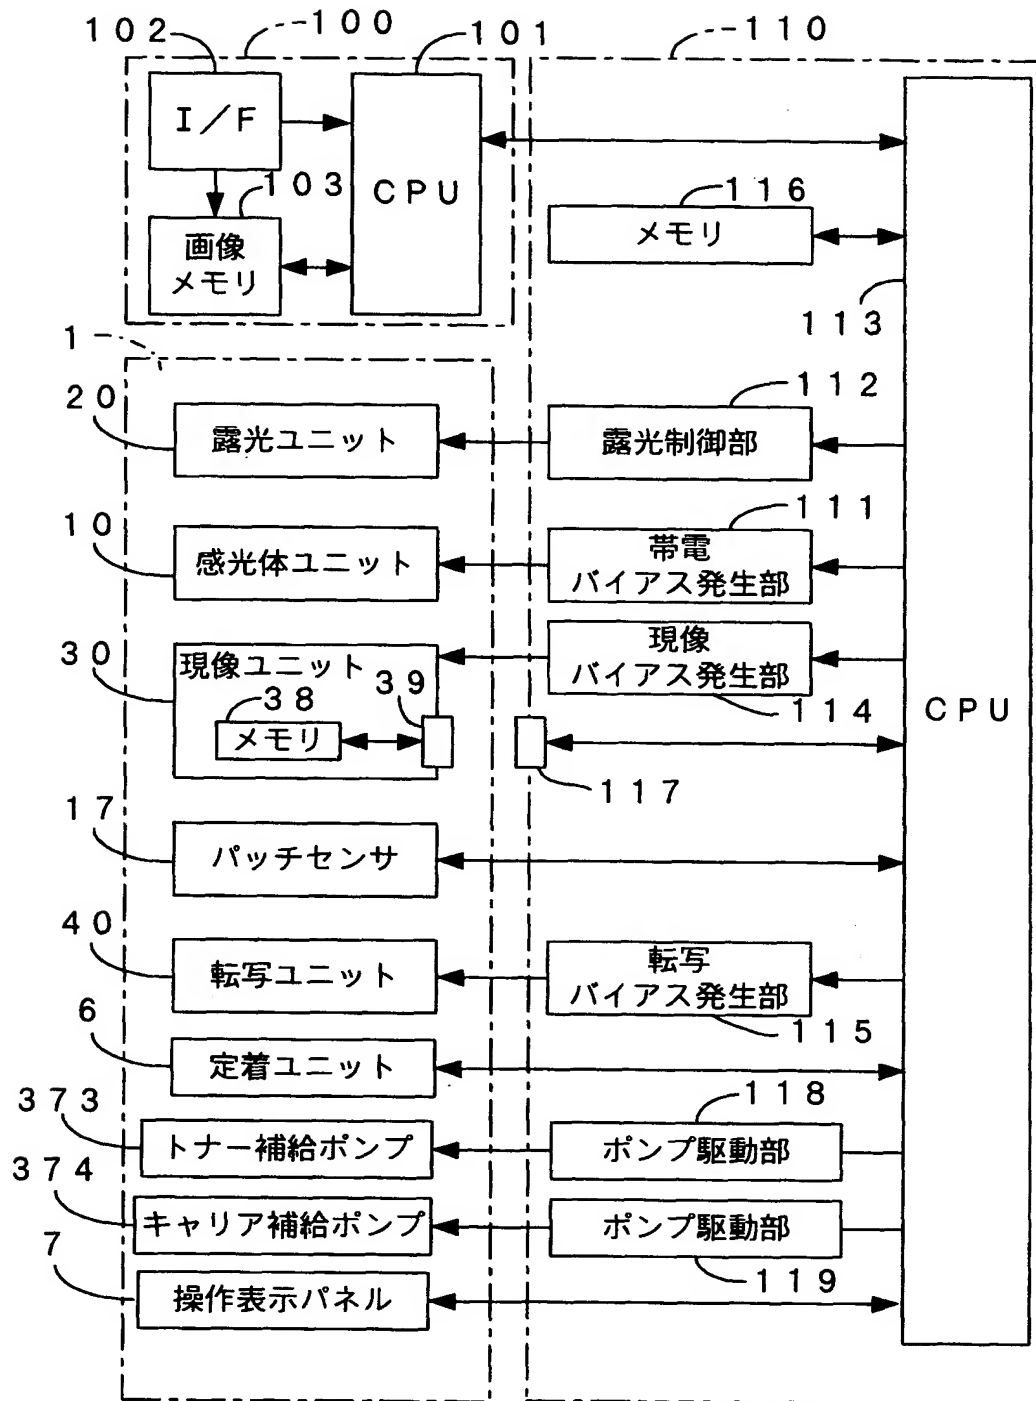 102
100
101
110
I/F
CPU
103
画像
メモリ
116
メモリ
113
1
20
露光ユニット
112
露光制御部
10
感光体ユニット
111
帯電
バイアス発生部
30
現像ユニット
38
メモリ
39
現像
バイアス発生部
114
CPU
117
17
パッチセンサ
40
転写ユニット
転写
バイアス発生部
115
6
定着ユニット
373
トナー補給ポンプ
118
ポンプ駆動部
374
キャリア補給ポンプ
ポンプ駆動部
119
7
操作表示パネル